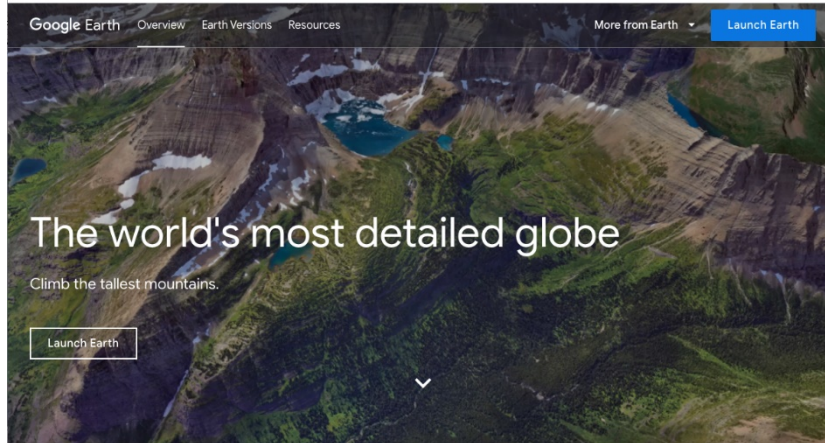 Google Earth Overview Earth Versions Resources More from Earth Launch Earth
The world's most detailed globe
Climb the tallest mountains.
Launch Earth